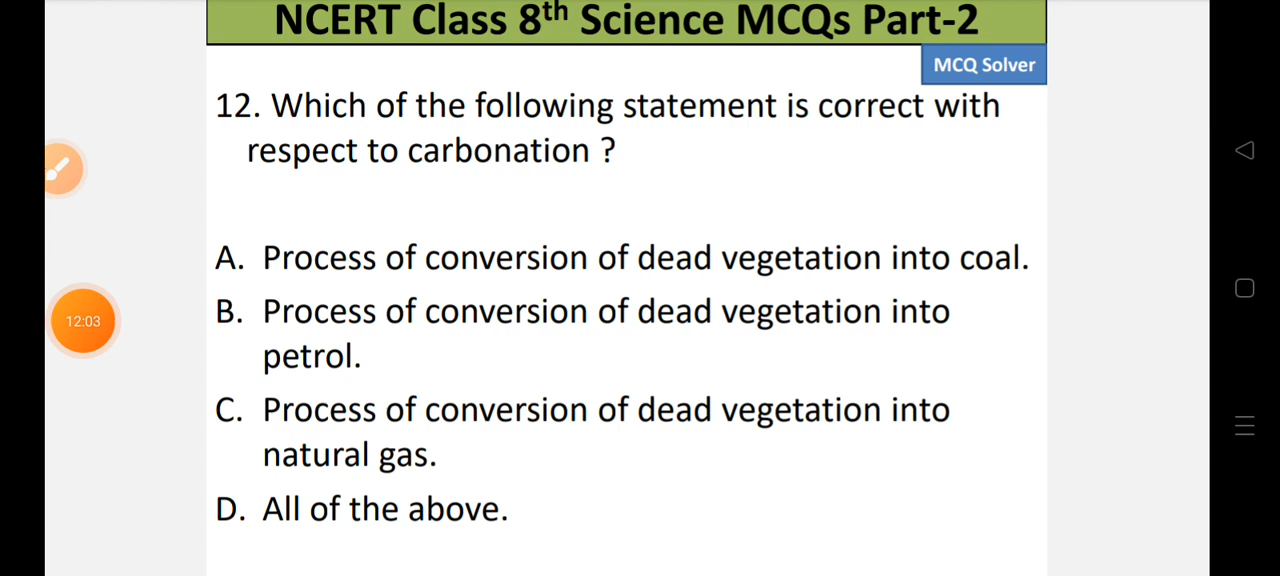 NCERT Class 8th Science MCQs Part-2
MCQ Solver
12. Which of the following statement is correct with
respect to carbonation ?
A. Process of conversion of dead vegetation into coal.
B. Process of conversion of dead vegetation into
petrol.
C. Process of conversion of dead vegetation into
natural gas.
D. All of the above.
12:03